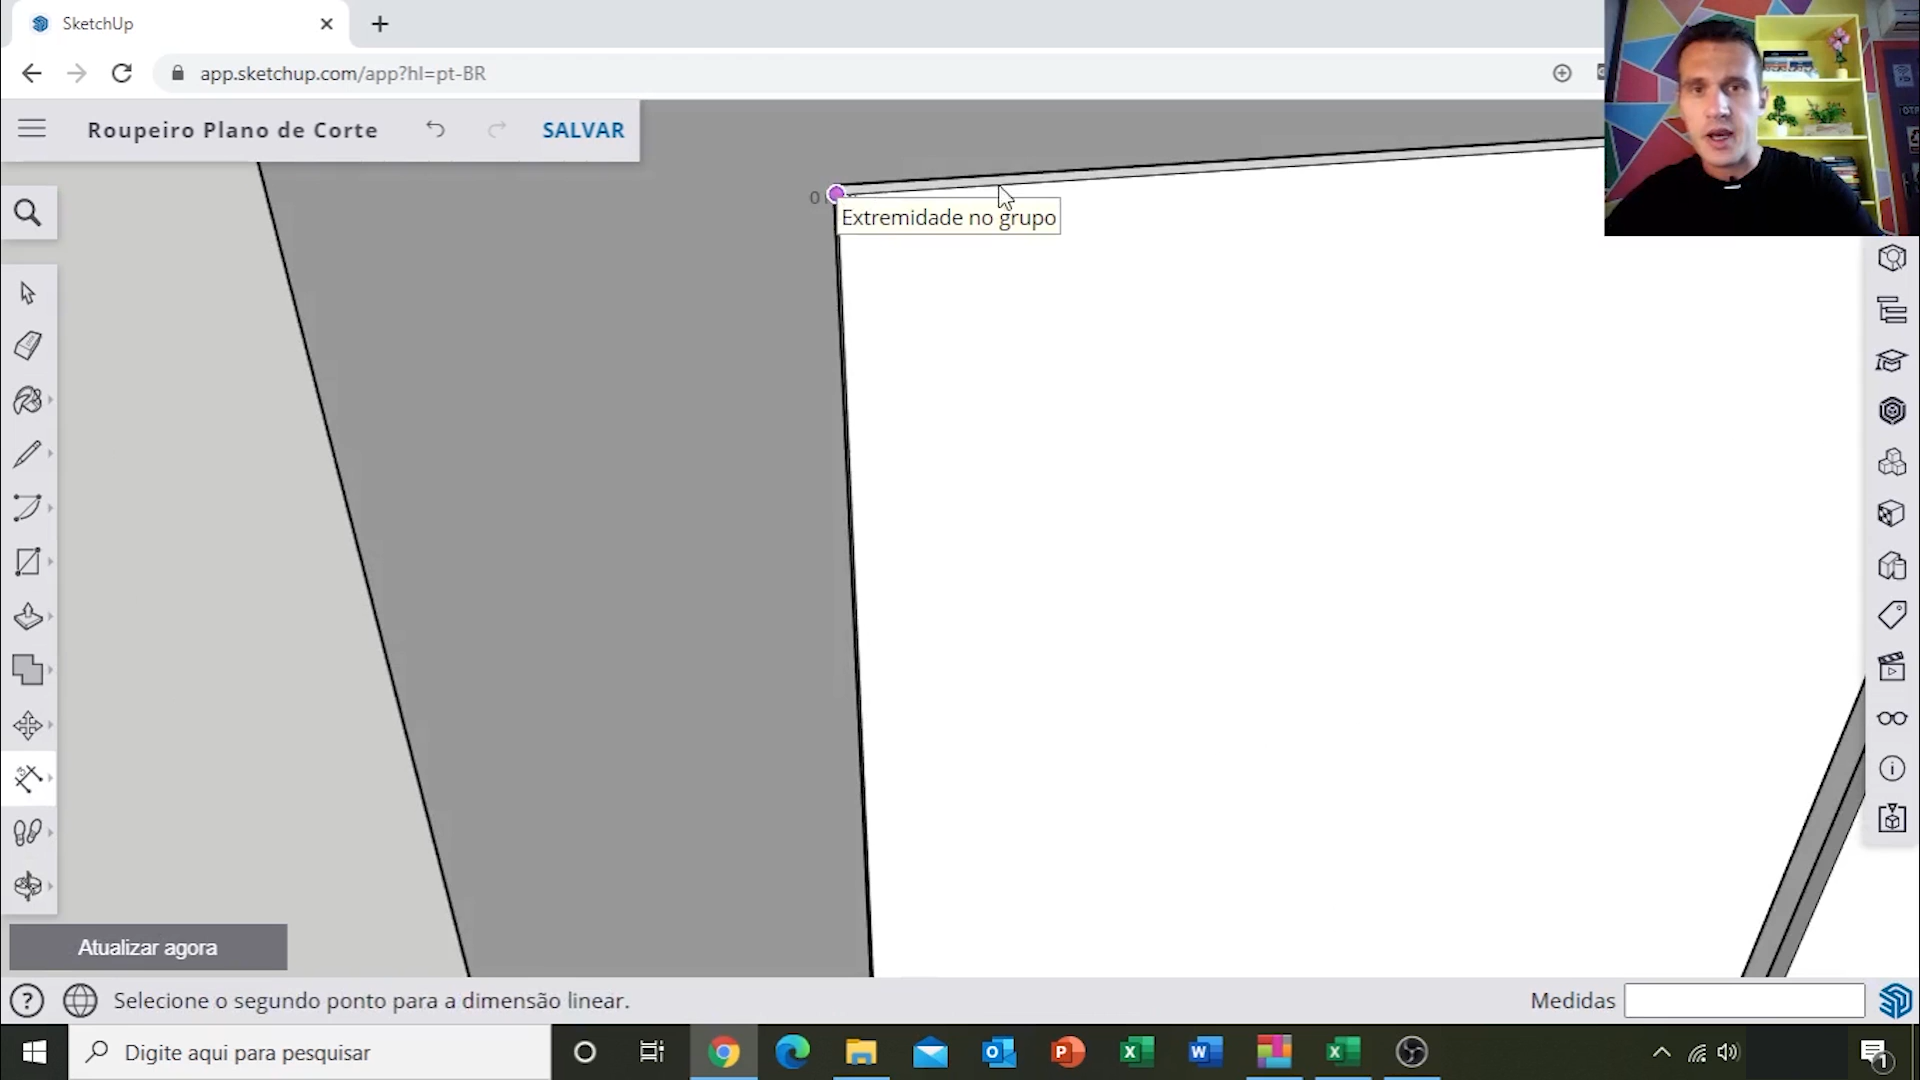 SketchUp
app.sketchup.com/app?hl=pt-BR
Roupeiro Plano de Corte
SALVAR
0
Extremidade no grupo
Atualizar agora
Selecione o segundo ponto para a dimensão linear.
Medidas
Digite aqui para pesquisar
1